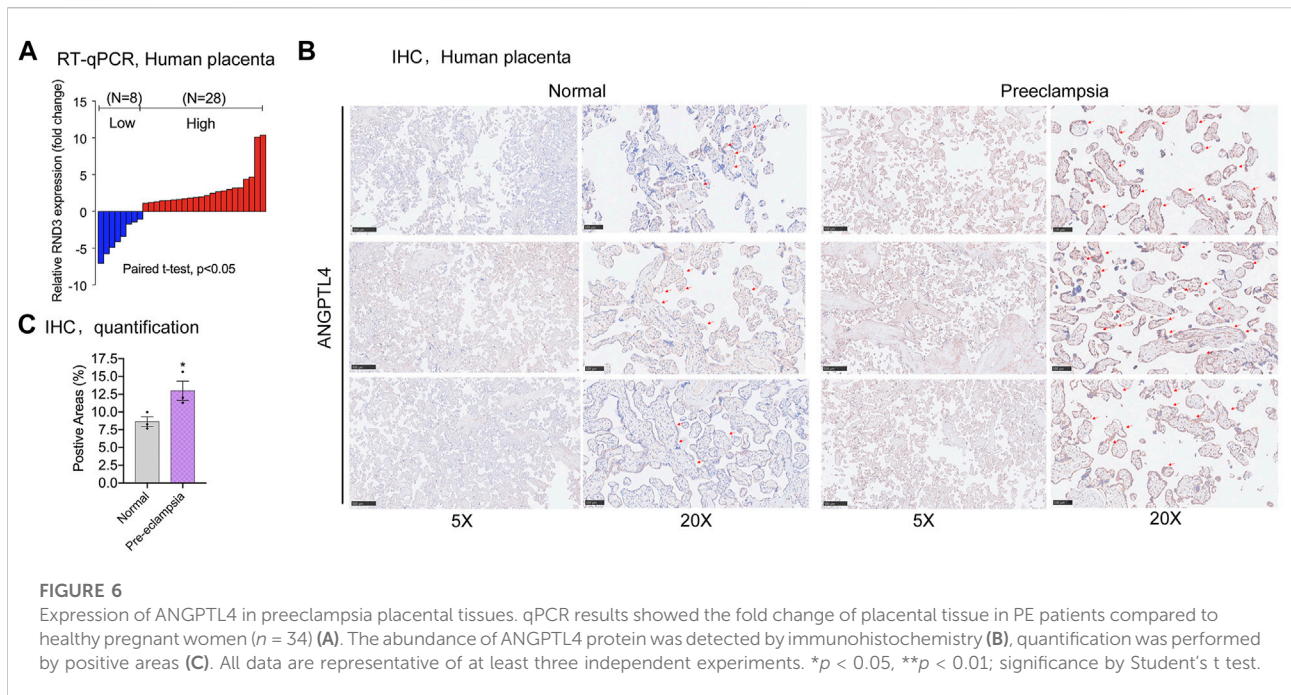 A
RT-qPCR, Human placenta
(N=8)
(N=28)
Low
High
Relative RND3 expression (fold change)
15
10
5
0
-5
-10
Paired t-test, p<0.05
B
IHC, Human placenta
Normal
Preeclampsia
ANGPTL4
5X
20X
5X
20X
C IHC, quantification
Postive Areas (%)
17.5
15.0
12.5
10.0
7.5
5.0
2.5
0.0
*
Normal
Pre-eclampsia
FIGURE 6
Expression of ANGPTL4 in preeclampsia placental tissues. qPCR results showed the fold change of placental tissue in PE patients compared to
healthy pregnant women (n = 34) (A). The abundance of ANGPTL4 protein was detected by immunohistochemistry (B), quantification was performed
by positive areas (C). All data are representative of at least three independent experiments. *p < 0.05, **p < 0.01; significance by Student's t test.